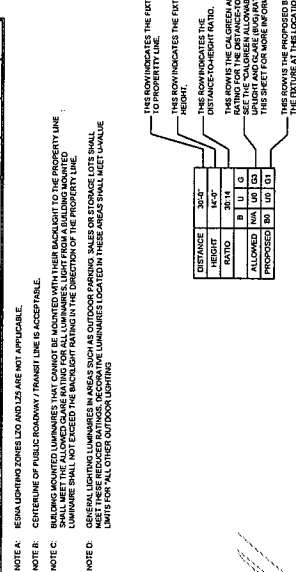 NOTE A: IESNA LIGHTING ZONES LZ0 AND LZ5 ARE NOT APPLICABLE.
NOTE B: CENTERLINE OF PUBLIC ROADWAY / TRANSIT LINE IS ACCEPTABLE.
NOTE C: BUILDING MOUNTED LUMINAIRES THAT CANNOT BE MOUNTED WITH THEIR BACKLIGHT TO THE PROPERTY LINE
SHALL MEET THE ALLOWED GLARE RATING FOR ALL LUMINAIRES. LIGHT FROM A BUILDING MOUNTED
LUMINAIRE SHALL NOT EXCEED THE BACKLIGHT RATING IN THE DIRECTION OF THE PROPERTY LINE.
NOTE D: GENERAL LIGHTING LUMINAIRES IN AREAS SUCH AS OUTDOOR PARKING, SALES OR STORAGE LOTS SHALL
MEET THESE REDUCED RATINGS. DECORATIVE LUMINAIRES LOCATED IN THESE AREAS SHALL MEET U-VALUE
LIMITS FOR "ALL OTHER OUTDOOR LIGHTING
DISTANCE 30'-0"
HEIGHT 14'-0"
RATIO 30:14
B U G
ALLOWED N/A U0 G3
PROPOSED B0 U0 G1
THIS ROW INDICATES THE
TO PROPERTY LINE.
THIS ROW INDICATES THE
HEIGHT.
THIS ROW INDICATES THE
DISTANCE-TO-HEIGHT RATIO.
THIS ROW IS THE CALGREEN
RATING FOR THE DISTANCE-TO
SEE THE "CALGREEN
UPLIGHT AND GLARE (BUG)
THIS SHEET FOR MORE
THIS ROW IS THE PROPOSED
THE FIXTURE AT THIS